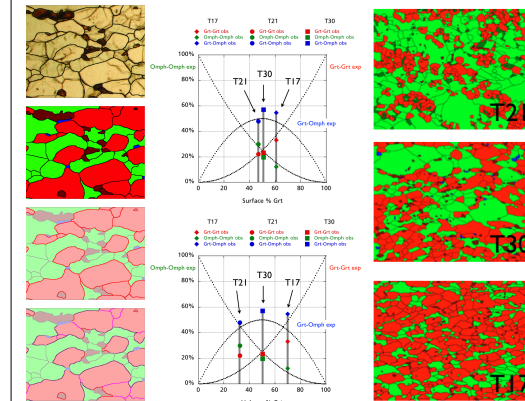 T17 T21 T30
Grt-Grt obs Grt-Grt obs Grt-Grt obs
Omph-Omph obs Omph-Omph obs Omph-Omph obs
Grt-Omph obs Grt-Omph obs Grt-Omph obs
100%
Omph-Omph exp
Grt-Grt exp
80%
T21 T30 T17
60%
Grt-Omph exp
40%
20%
0%
0 20 40 60 80 100
Surface % Grt
T17 T21 T30
Grt-Grt obs Grt-Grt obs Grt-Grt obs
Omph-Omph obs Omph-Omph obs Omph-Omph obs
Grt-Omph obs Grt-Omph obs Grt-Omph obs
100%
Omph-Omph exp
Grt-Grt exp
80%
T21 T30 T17
60%
Grt-Omph exp
40%
20%
0%
0 20 40 60 80 100
T21
T30
T17